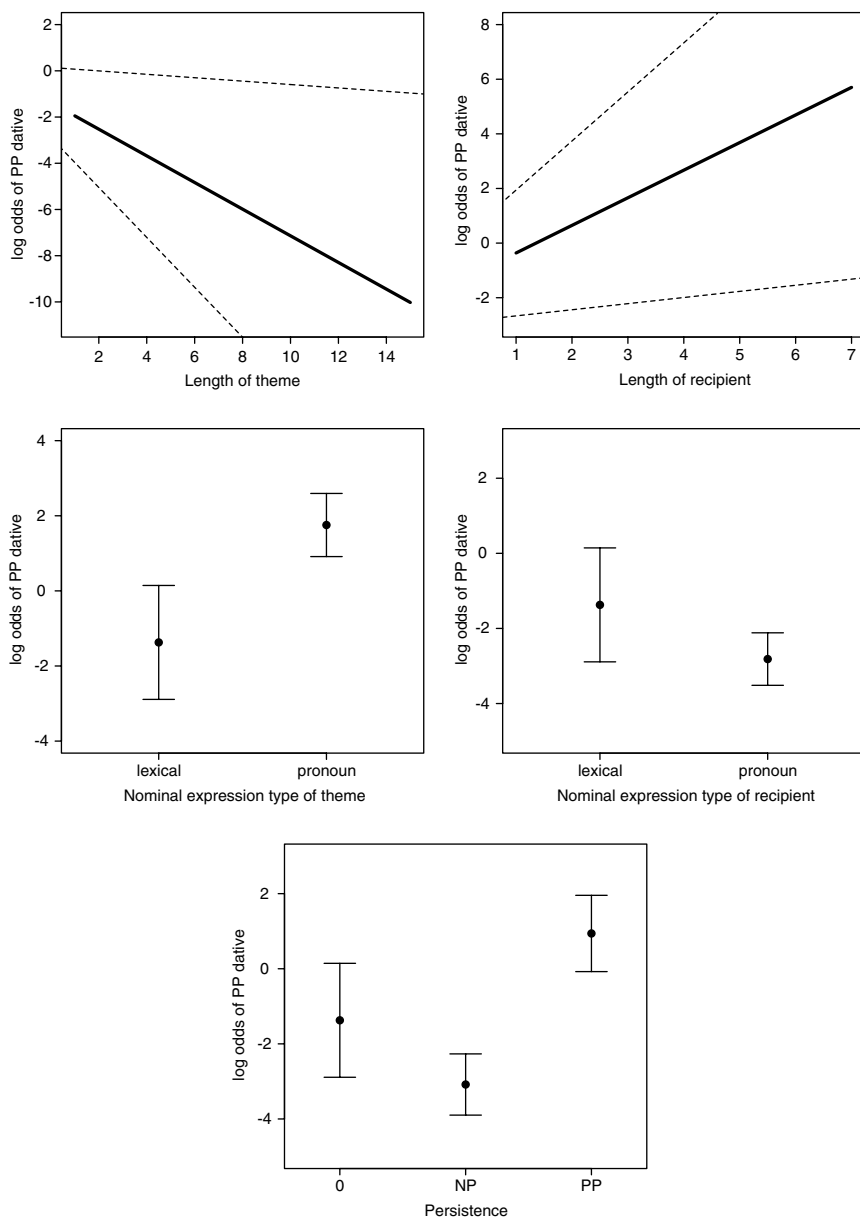 2
0
-2
-4
-6
-8
-10
log odds of PP dative
2 4 6 8 10 12 14
Length of theme
8
6
4
2
0
-2
log odds of PP dative
1 2 3 4 5 6 7
Length of recipient
4
2
0
-2
-4
log odds of PP dative
lexical pronoun
Nominal expression type of theme
2
0
-2
-4
log odds of PP dative
lexical pronoun
Nominal expression type of recipient
2
0
-2
-4
log odds of PP dative
0 NP PP
Persistence